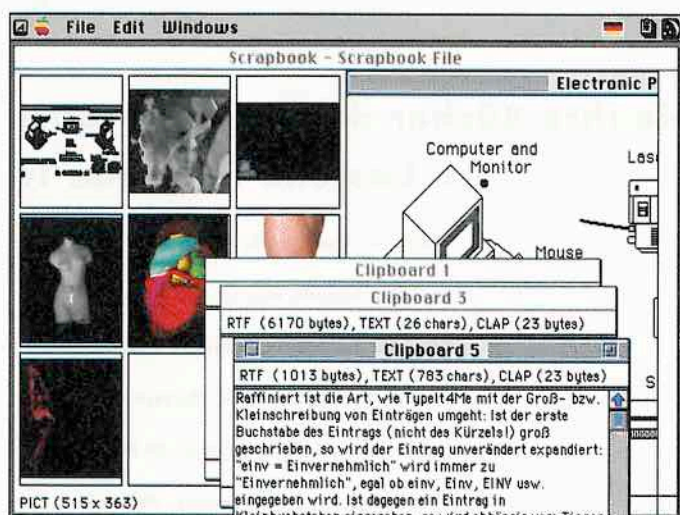 File Edit Windows
Scrapbook - Scrapbook File
Electronic P
Computer and
Monitor
Las
Mouse
Clipboard 1
Clipboard 3
RTF (6170 bytes), TEXT (26 chars), CLAP (23 bytes)
Clipboard 5
RTF (1013 bytes), TEXT (783 chars), CLAP (23 bytes)
S
Raffiniert ist die Art, wie TypeIt4Me mit der Groß- bzw.
Kleinschreibung von Einträgen umgeht: Ist der erste
Buchstabe des Eintrags (nicht des Kürzels!) groß
geschrieben, so wird der Eintrag unverändert expandiert:
"einv = Einvernehmlich" wird immer zu
"Einvernehmlich", egal ob einv, Einv, EINV usw.
eingegeben wird. Ist dagegen ein Eintrag in
PICT (515 x 363)